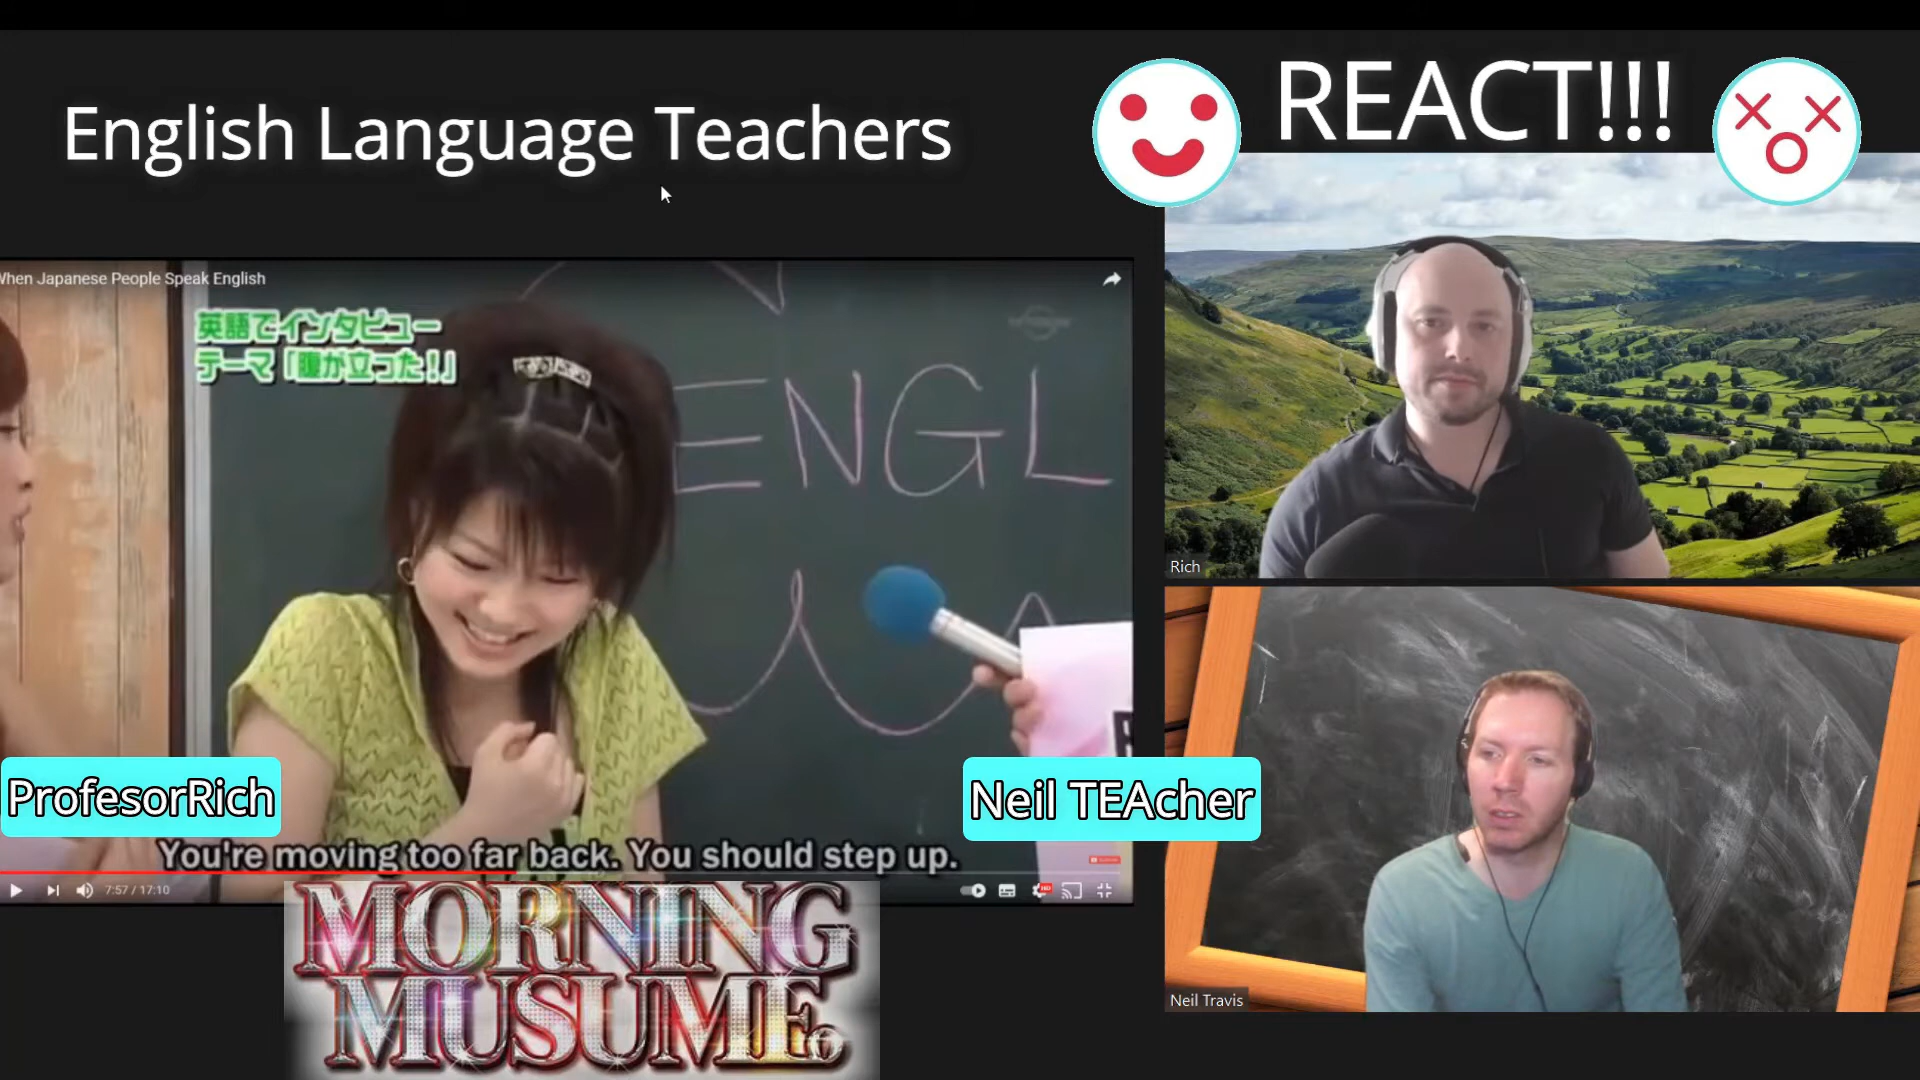 English Language Teachers
REACT!!!
When Japanese People Speak English
英語でインタビュー
テーマ「腹が立った!」
ENGL
Rich
ProfesorRich
Neil TEAcher
You're moving too far back. You should step up.
7:57 / 17:10
HD
MORNING
MUSUME。
Neil Travis